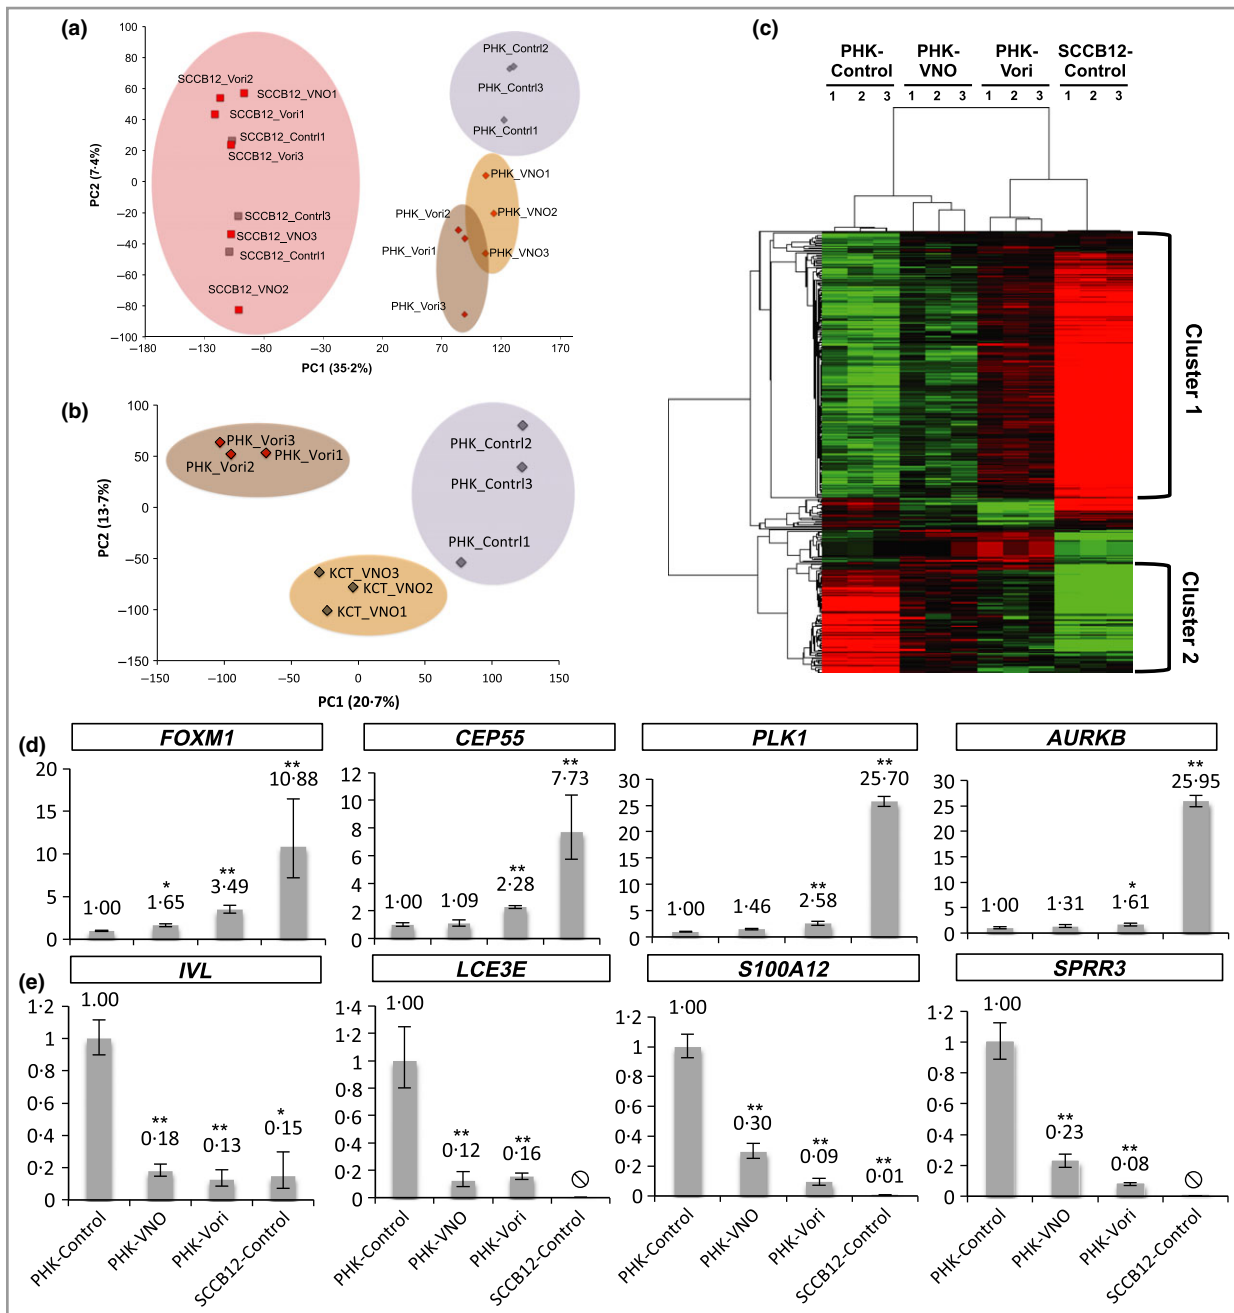 (a)
100
80
60
40
20
0
−20
−40
−60
−80
−100
PC2 (7·4%)
−180 −130 −80 −30 20 70 120 170
PC1 (35·2%)
SCCB12_Vori2
SCCB12_VNO1
SCCB12_Vori1
SCCB12_Contrl1
SCCB12_Vori3
SCCB12_Contrl3
SCCB12_VNO3
SCCB12_Contrl1
SCCB12_VNO2
PHK_Contrl2
PHK_Contrl3
PHK_Contrl1
PHK_VNO1
PHK_Vori2
PHK_VNO2
PHK_Vori1
PHK_VNO3
PHK_Vori3
(b)
100
50
0
−50
−100
−150
PC2 (13·7%)
−150 −100 −50 0 50 100 150
PC1 (20·7%)
PHK_Vori3
PHK_Vori1
PHK_Vori2
PHK_Contrl2
PHK_Contrl3
PHK_Contrl1
KCT_VNO3
KCT_VNO2
KCT_VNO1
(c)
PHK-Control PHK-VNO PHK-Vori SCCB12-Control
1 2 3 1 2 3 1 2 3 1 2 3
Cluster 1
Cluster 2
(d)
FOXM1
20
15
10
5
0
1·00
*
1·65
**
3·49
**
10·88
CEP55
12
10
8
6
4
2
0
1·00
1·09
**
2·28
**
7·73
PLK1
30
25
20
15
10
5
0
1·00
1·46
**
2·58
**
25·70
AURKB
30
25
20
15
10
5
0
1·00
1·31
*
1·61
**
25·95
(e)
IVL
1·2
1
0·8
0·6
0·4
0·2
0
1·00
**
0·18
**
0·13
*
0·15
PHK-Control
PHK-VNO
PHK-Vori
SCCB12-Control
LCE3E
1·4
1·2
1
0·8
0·6
0·4
0·2
0
1·00
**
0·12
**
0·16
PHK-Control
PHK-VNO
PHK-Vori
SCCB12-Control
S100A12
1·2
1
0·8
0·6
0·4
0·2
0
1·00
**
0·30
**
0·09
**
0·01
PHK-Control
PHK-VNO
PHK-Vori
SCCB12-Control
SPRR3
1·2
1
0·8
0·6
0·4
0·2
0
1·00
**
0·23
**
0·08
PHK-Control
PHK-VNO
PHK-Vori
SCCB12-Control